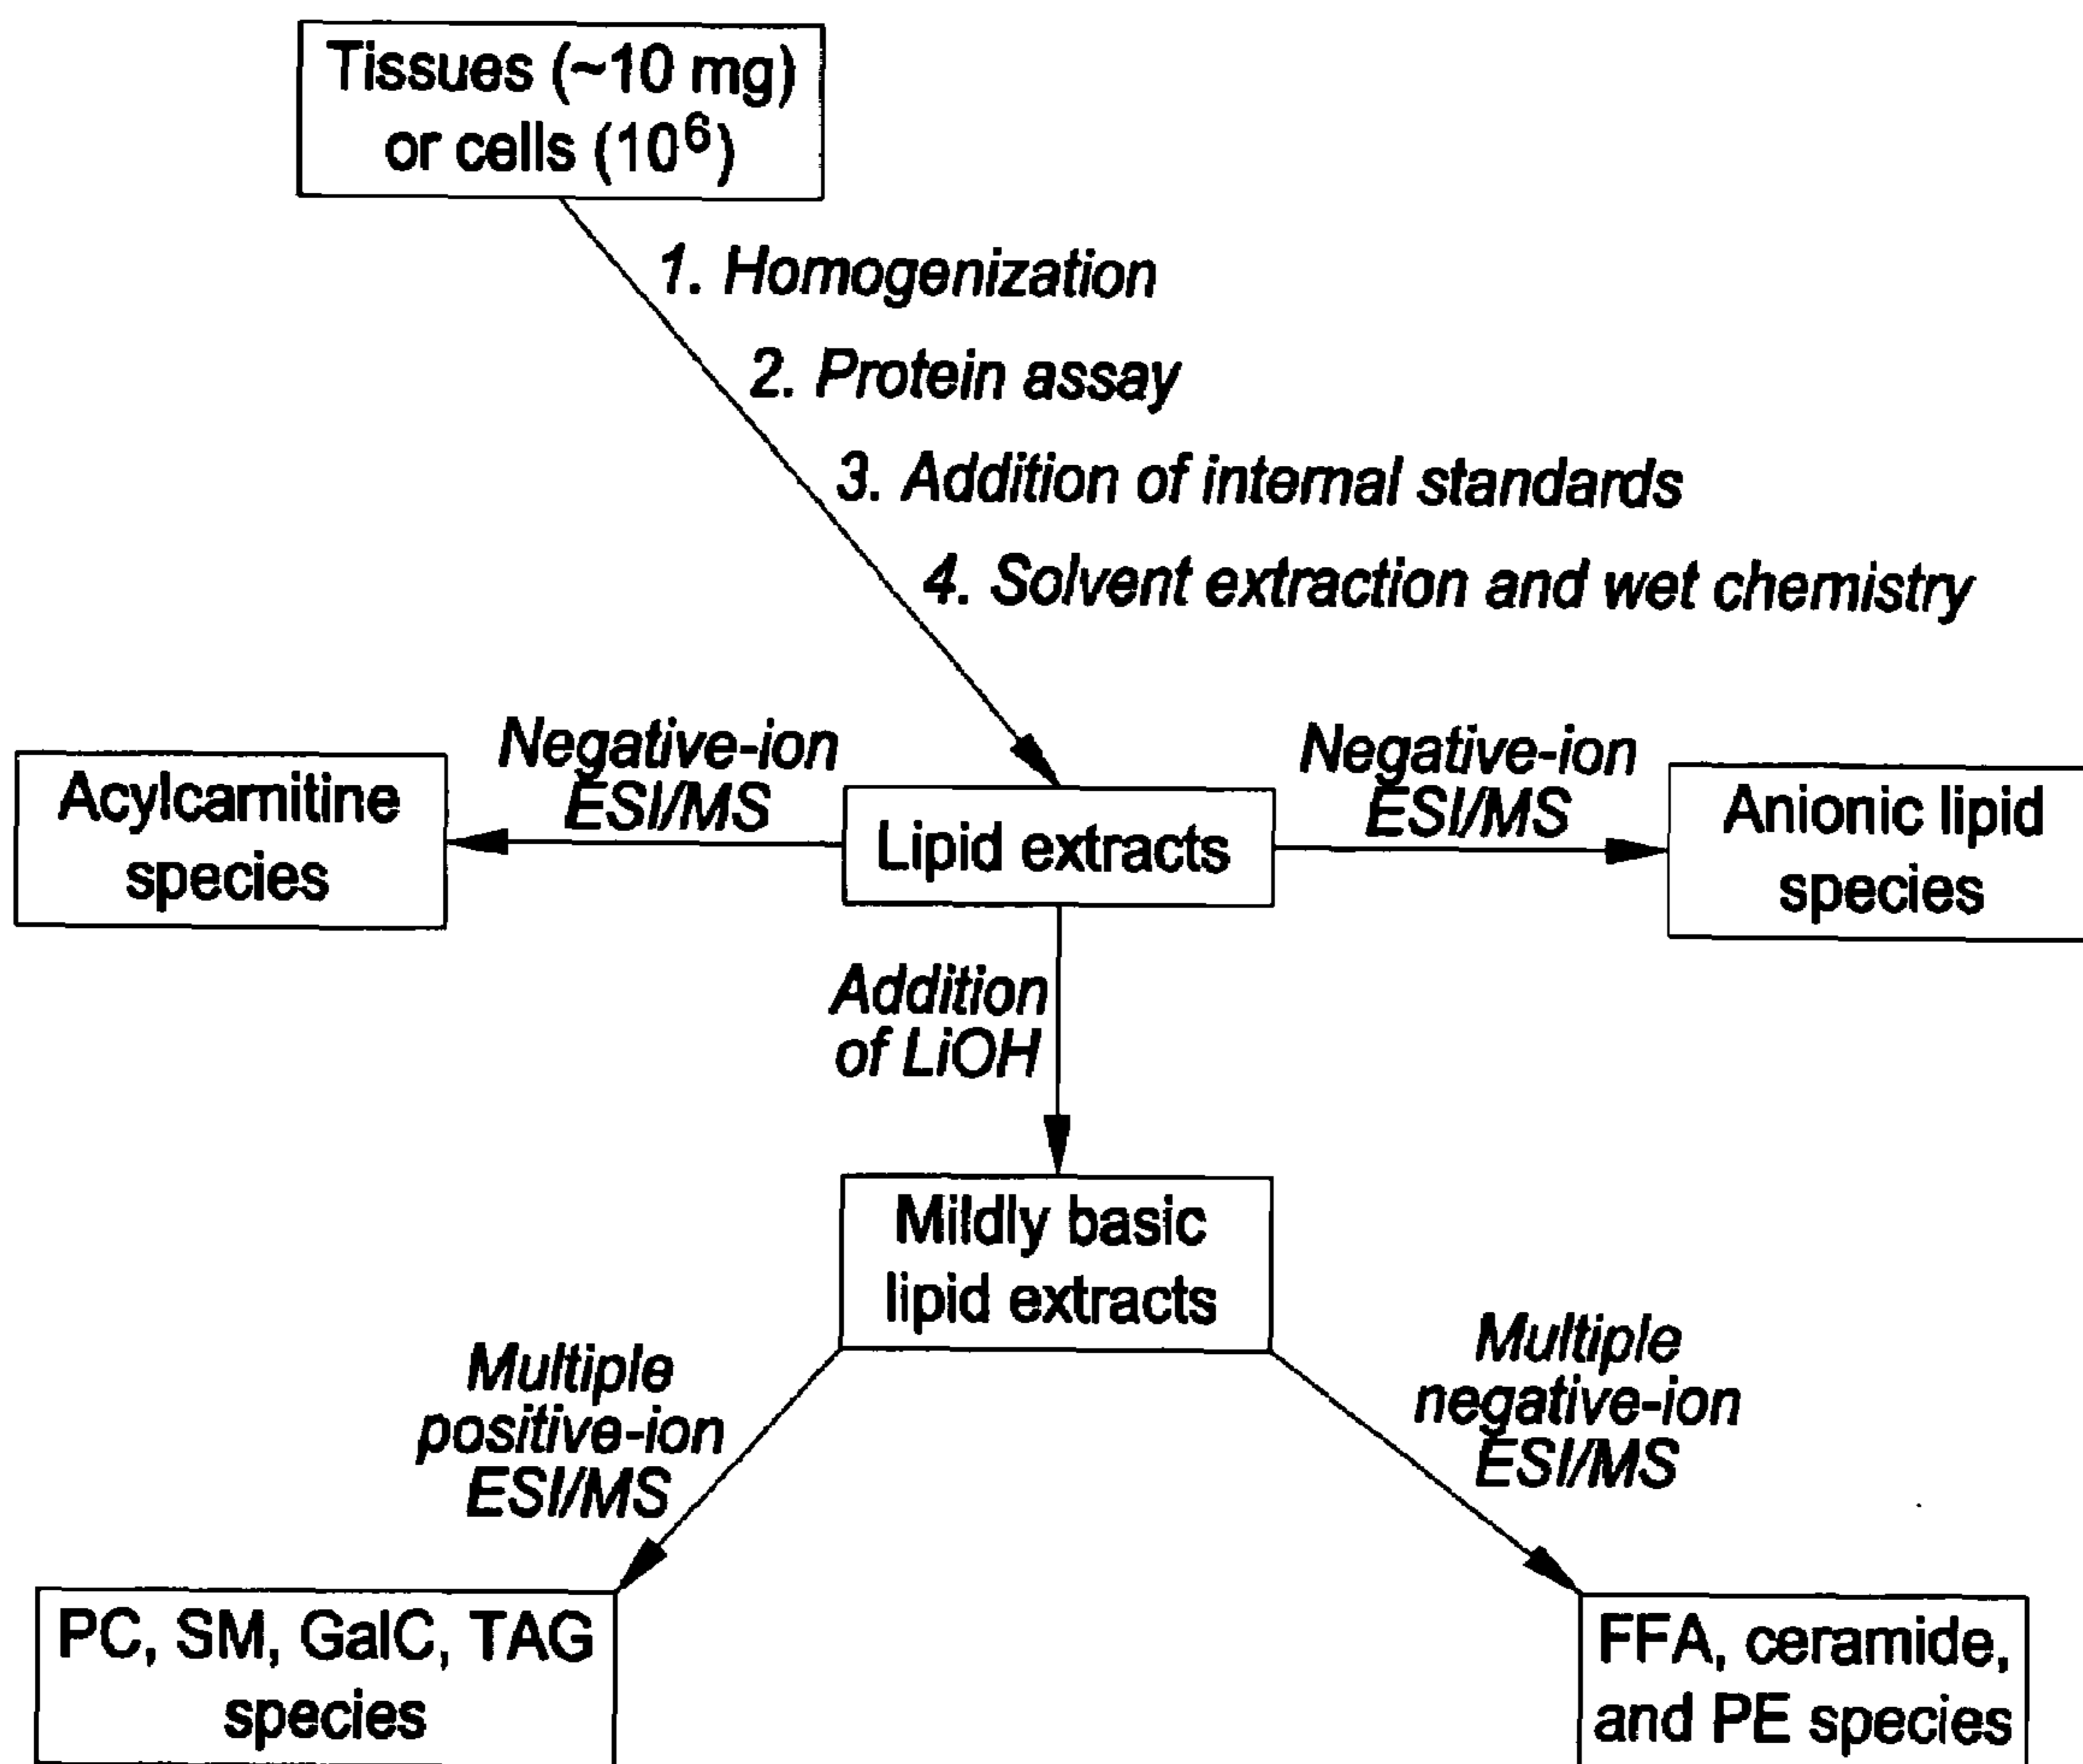 Tissues (~10 mg)
or cells (10⁶)
1. Homogenization
2. Protein assay
3. Addition of internal standards
4. Solvent extraction and wet chemistry
Negative-ion
ESI/MS
Negative-ion
ESI/MS
Acylcarnitine
species
Lipid extracts
Anionic lipid
species
Addition
of LiOH
Mildly basic
lipid extracts
Multiple
positive-ion
ESI/MS
Multiple
negative-ion
ESI/MS
PC, SM, GalC, TAG
species
FFA, ceramide,
and PE species